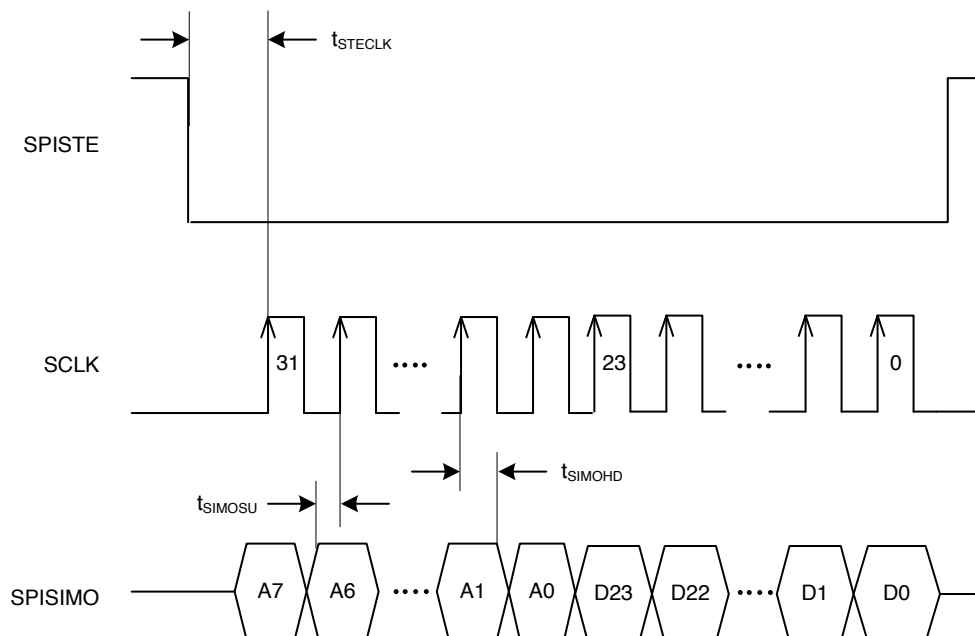 tSTECLK
SPISTE
SCLK
31
••••
23
••••
0
tSIMOSU
tSIMOHD
SPISIMO
A7
A6
••••
A1
A0
D23
D22
••••
D1
D0